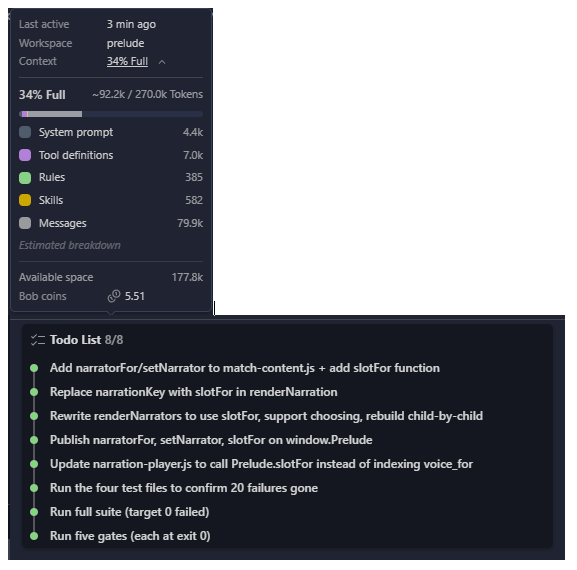 Last active 3 min ago
Workspace prelude
Context 34% Full
34% Full ~92.2k / 270.0k Tokens
System prompt 4.4k
Tool definitions 7.0k
Rules 385
Skills 582
Messages 79.9k
Estimated breakdown
Available space 177.8k
Bob coins 5.51
Todo List 8/8
Add narratorFor/setNarrator to match-content.js + add slotFor function
Replace narrationKey with slotFor in renderNarration
Rewrite renderNarrators to use slotFor, support choosing, rebuild child-by-child
Publish narratorFor, setNarrator, slotFor on window.Prelude
Update narration-player.js to call Prelude.slotFor instead of indexing voice_for
Run the four test files to confirm 20 failures gone
Run full suite (target 0 failed)
Run five gates (each at exit 0)